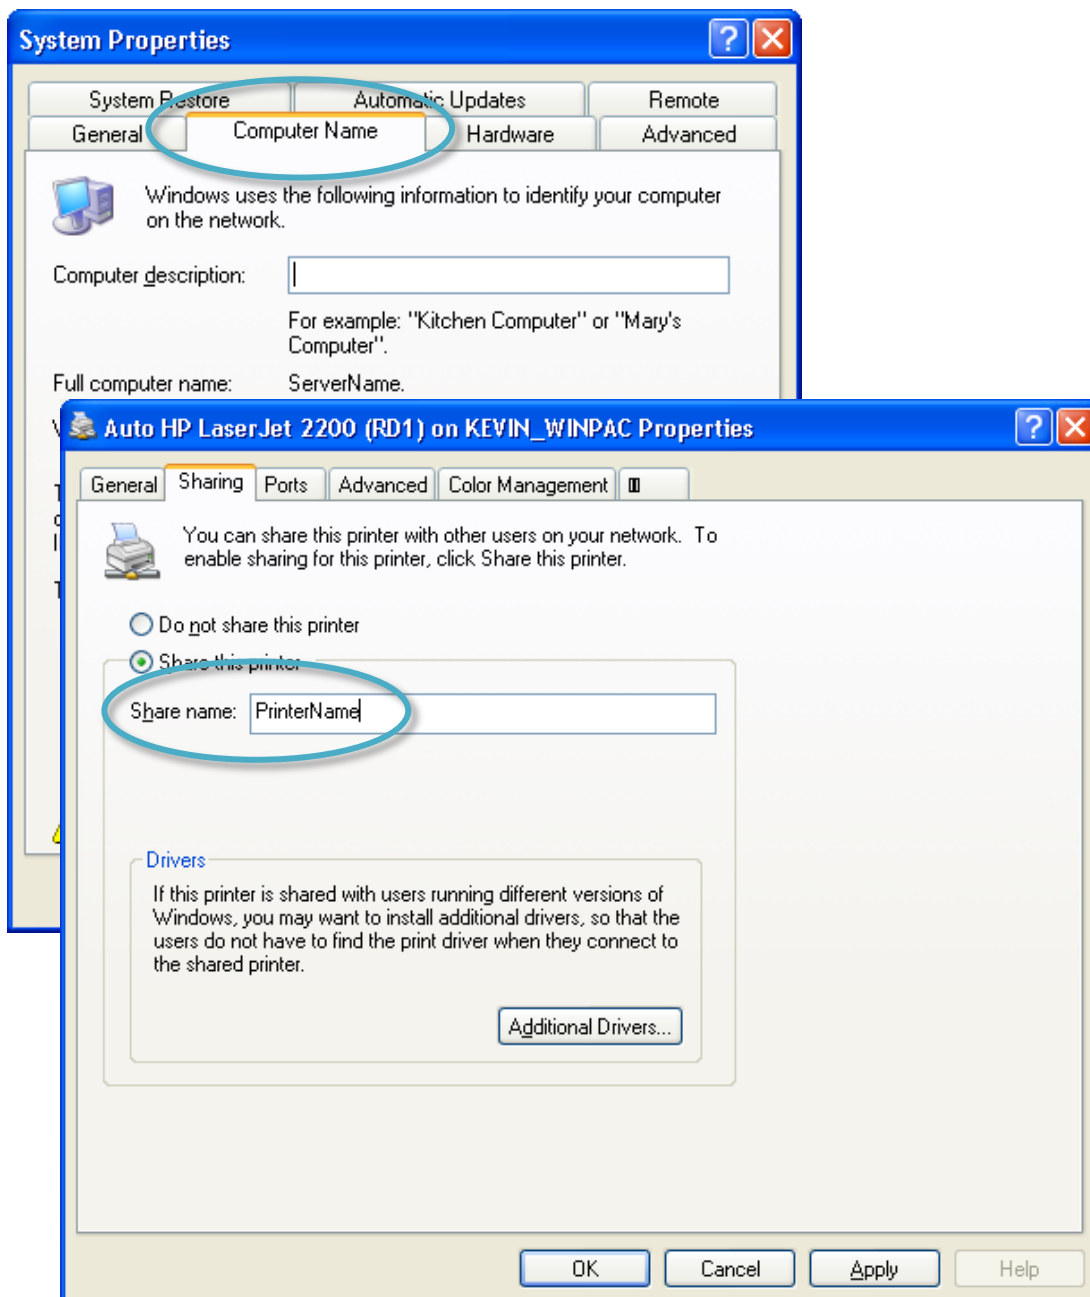 System Properties
System Restore
Automatic Updates
Remote
General
Computer Name
Hardware
Advanced
Windows uses the following information to identify your computer
on the network.
Computer description:
For example: "Kitchen Computer" or "Mary's
Computer".
Full computer name: ServerName.
Auto HP LaserJet 2200 (RD1) on KEVIN_WINPAC Properties
General
Sharing
Ports
Advanced
Color Management
You can share this printer with other users on your network. To
enable sharing for this printer, click Share this printer.
Do not share this printer
Share this printer
Share name: PrinterName
Drivers
If this printer is shared with users running different versions of
Windows, you may want to install additional drivers, so that the
users do not have to find the print driver when they connect to
the shared printer.
Additional Drivers...
OK
Cancel
Apply
Help